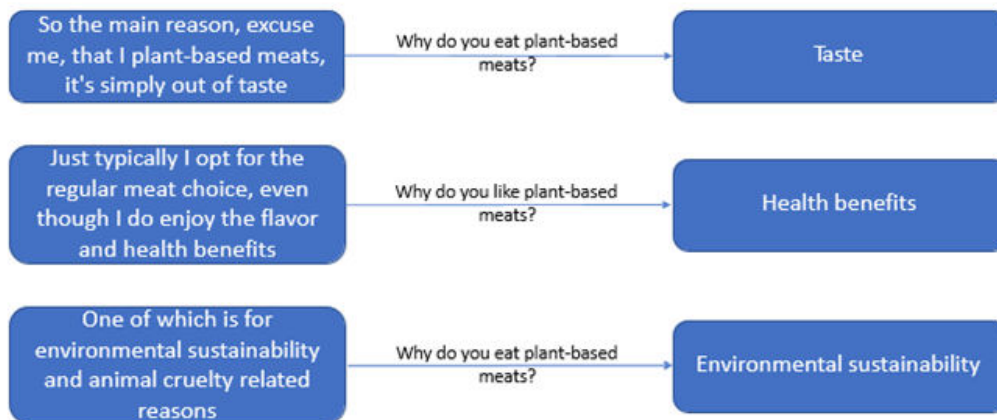 So the main reason, excuse
me, that I plant-based meats,
it's simply out of taste
Why do you eat plant-based
meats?
Taste
Just typically I opt for the
regular meat choice, even
though I do enjoy the flavor
and health benefits
Why do you like plant-based
meats?
Health benefits
One of which is for
environmental sustainability
and animal cruelty related
reasons
Why do you eat plant-based
meats?
Environmental sustainability